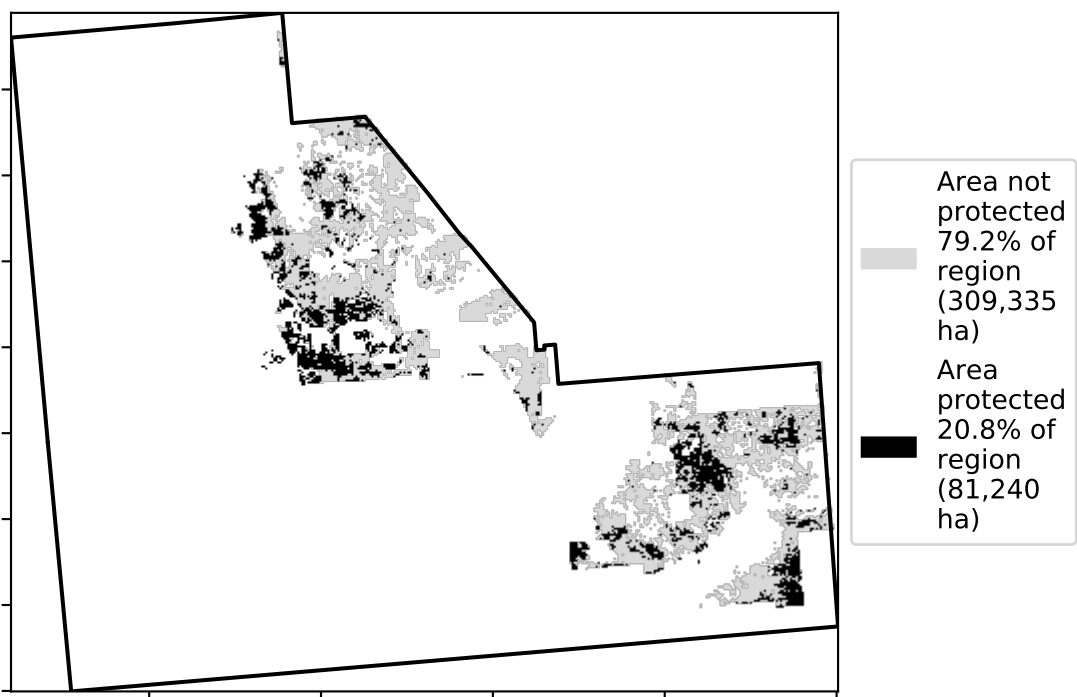 Area not
protected
79.2% of
region
(309,335
ha)
Area
protected
20.8% of
region
(81,240
ha)